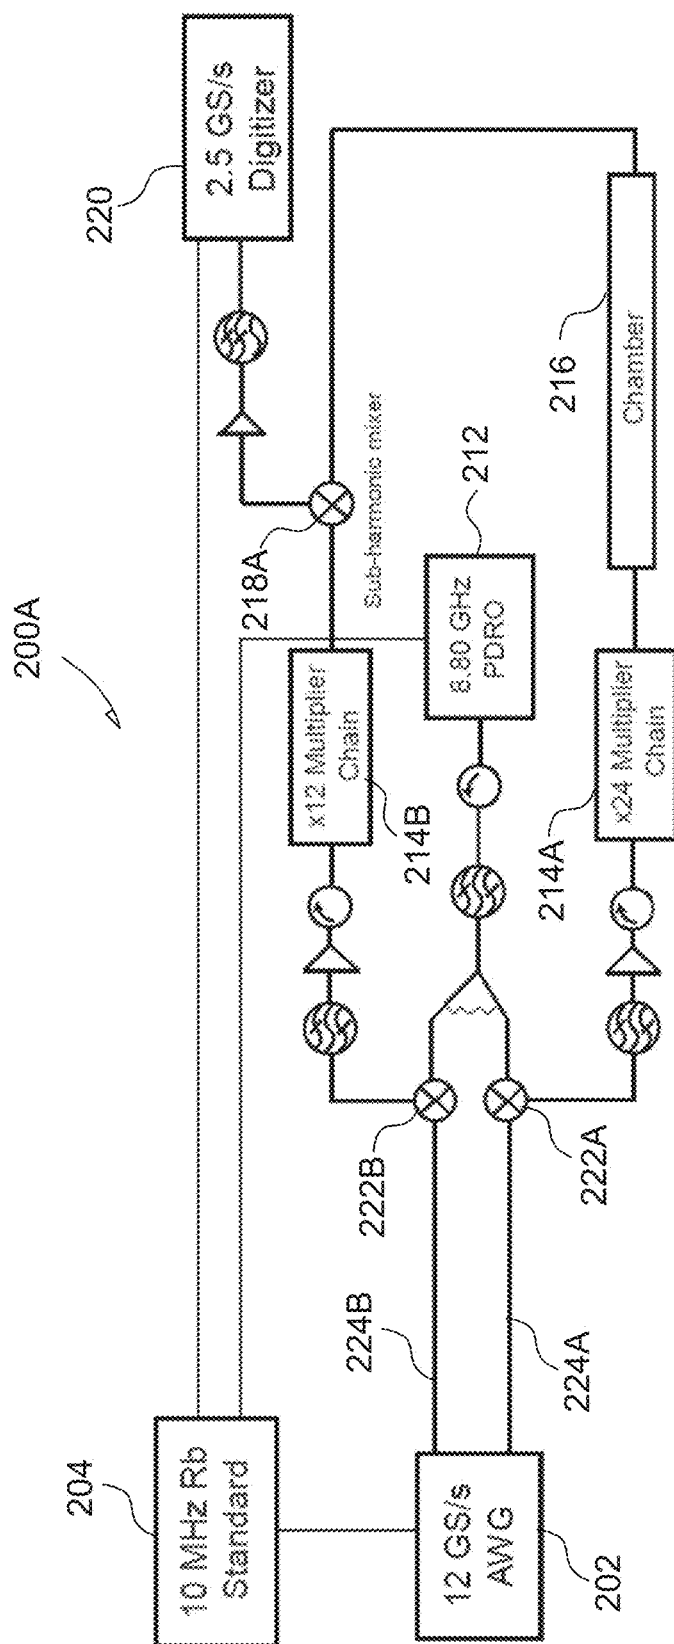 200A
204
10 MHz Rb
Standard
220
2.5 GS/s
Digitizer
218A
Sub-harmonic mixer
x12 Multiplier
Chain
214B
212
8.80 GHz
PDRO
222B
224B
12 GS/s
AWG
202
224A
222A
214A
x24 Multiplier
Chain
216
Chamber